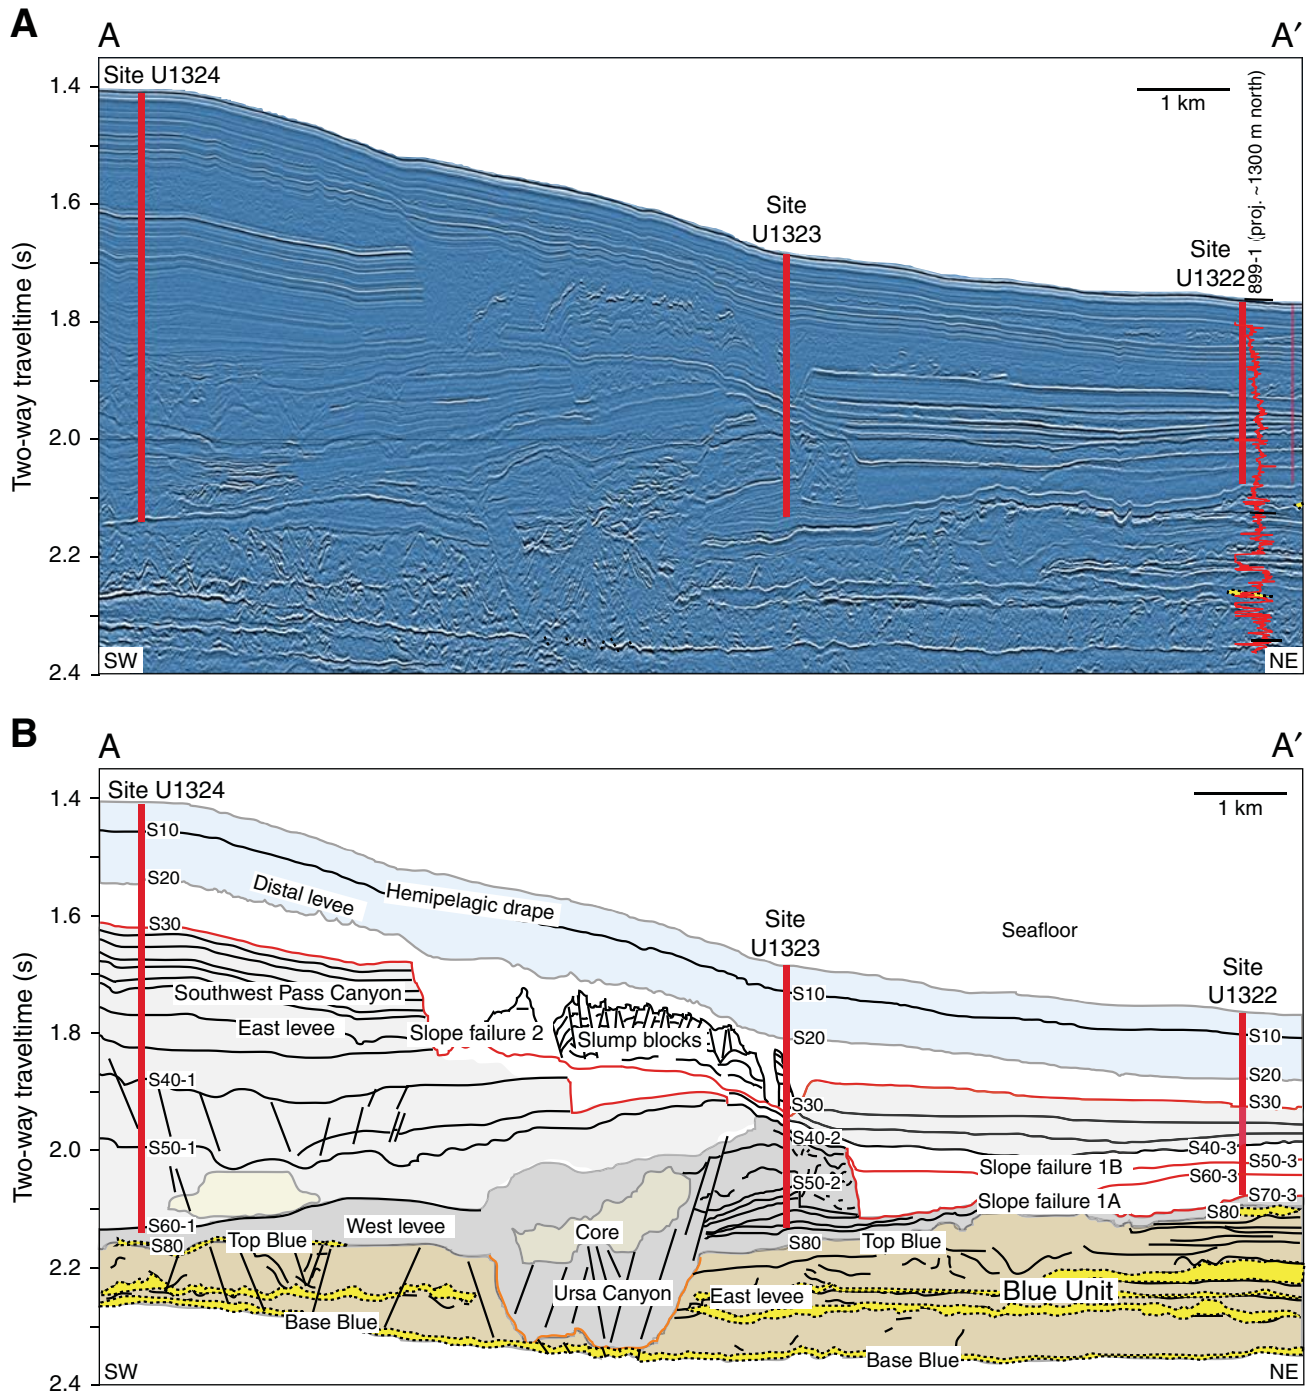 A
A
A′
Site U1324
1.4
1 km
899-1 (proj. ~1300 m north)
1.6
Site
U1323
Site
U1322
Two-way traveltime (s)
1.8
2.0
2.2
2.4
SW
NE
B
A
A′
Site U1324
1.4
1 km
S10
S20
Distal levee
Hemipelagic drape
1.6
S30
Site
U1323
Seafloor
Site
U1322
Two-way traveltime (s)
Southwest Pass Canyon
East levee
S10
S10
1.8
Slope failure 2
Slump blocks
S20
S20
S40-1
S30
S30
2.0
S50-1
S40-2
S40-3
Slope failure 1B
S50-3
S50-2
S60-3
Slope failure 1A
S70-3
S60-1
West levee
Core
S80
S80
Top Blue
S80
Top Blue
2.2
Ursa Canyon
East levee
Blue Unit
Base Blue
Base Blue
2.4
SW
NE